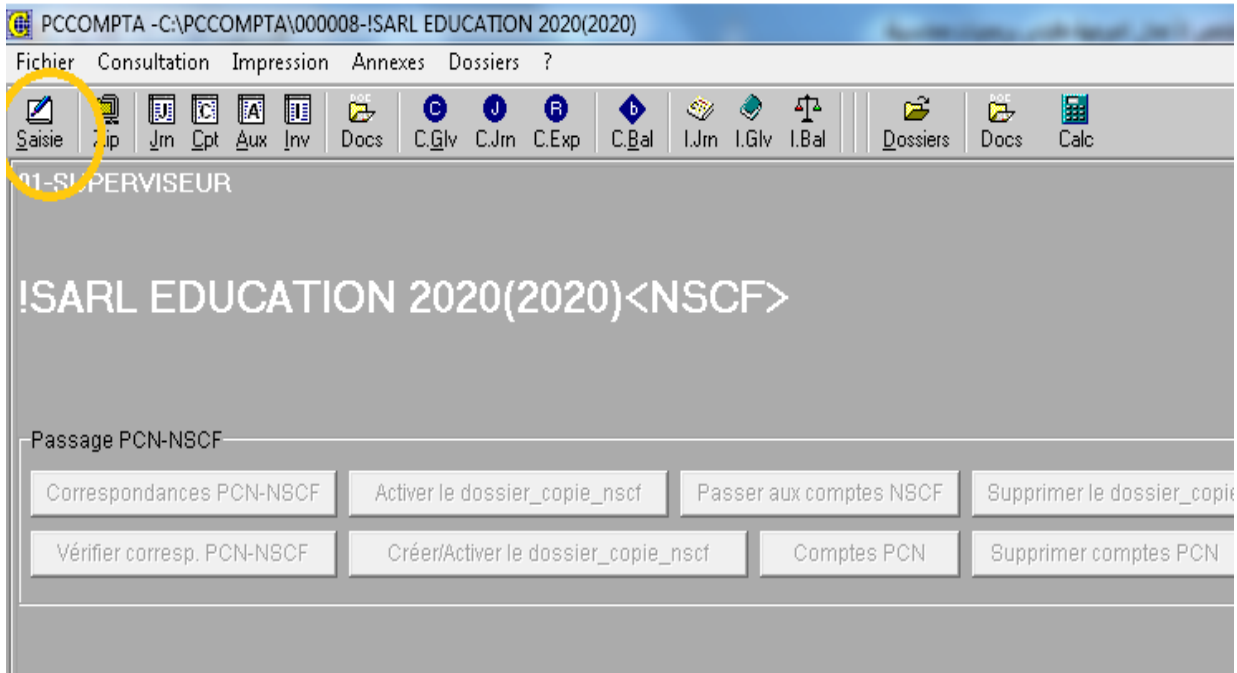 PCCOMPTA -C:\PCCOMPTA\000008-!SARL EDUCATION 2020(2020)
Fichier Consultation Impression Annexes Dossiers ?
Saisie Zip Jrn Cpt Aux Inv Docs C.Glv C.Jrn C.Exp C.Bal I.Jrn I.Glv I.Bal Dossiers Docs Calc
01-SUPERVISEUR
!SARL EDUCATION 2020(2020)<NSCF>
Passage PCN-NSCF
Correspondances PCN-NSCF Activer le dossier_copie_nscf Passer aux comptes NSCF Supprimer le dossier_copie
Vérifier corresp. PCN-NSCF Créer/Activer le dossier_copie_nscf Comptes PCN Supprimer comptes PCN